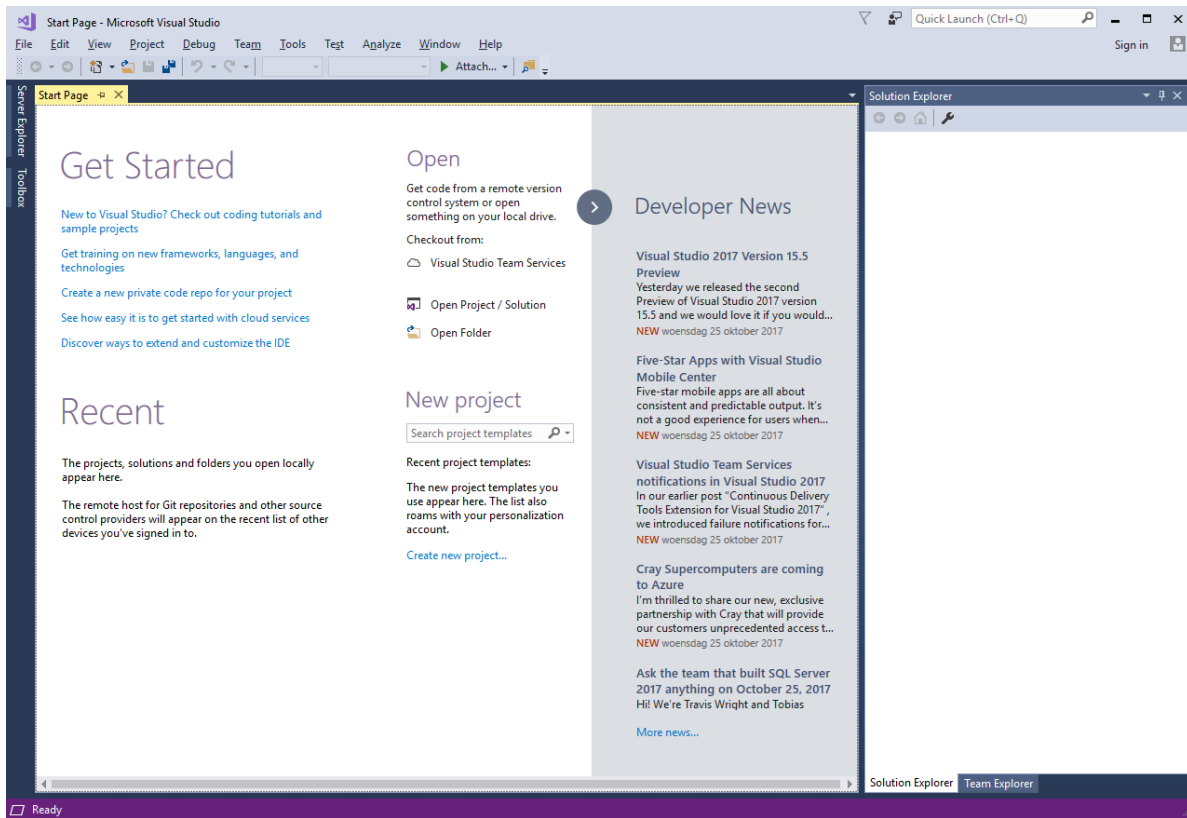 Start Page - Microsoft Visual Studio
Quick Launch (Ctrl+Q)
File Edit View Project Debug Team Tools Test Analyze Window Help
Sign in
Attach...
Server Explorer
Toolbox
Start Page
Get Started
New to Visual Studio? Check out coding tutorials and
sample projects
Get training on new frameworks, languages, and
technologies
Create a new private code repo for your project
See how easy it is to get started with cloud services
Discover ways to extend and customize the IDE
Recent
The projects, solutions and folders you open locally
appear here.
The remote host for Git repositories and other source
control providers will appear on the recent list of other
devices you've signed in to.
Open
Get code from a remote version
control system or open
something on your local drive.
Checkout from:
Visual Studio Team Services
Open Project / Solution
Open Folder
New project
Search project templates
Recent project templates:
The new project templates you
use appear here. The list also
roams with your personalization
account.
Create new project...
Developer News
Visual Studio 2017 Version 15.5
Preview
Yesterday we released the second
Preview of Visual Studio 2017 version
15.5 and we would love it if you would...
NEW woensdag 25 oktober 2017
Five-Star Apps with Visual Studio
Mobile Center
Five-star mobile apps are all about
consistent and predictable output. It's
not a good experience for users when...
NEW woensdag 25 oktober 2017
Visual Studio Team Services
notifications in Visual Studio 2017
In our earlier post "Continuous Delivery
Tools Extension for Visual Studio 2017" ,
we introduced failure notifications for...
NEW woensdag 25 oktober 2017
Cray Supercomputers are coming
to Azure
I'm thrilled to share our new, exclusive
partnership with Cray that will provide
our customers unprecedented access t...
NEW woensdag 25 oktober 2017
Ask the team that built SQL Server
2017 anything on October 25, 2017
Hi! We're Travis Wright and Tobias
More news...
Solution Explorer
Solution Explorer Team Explorer
Ready